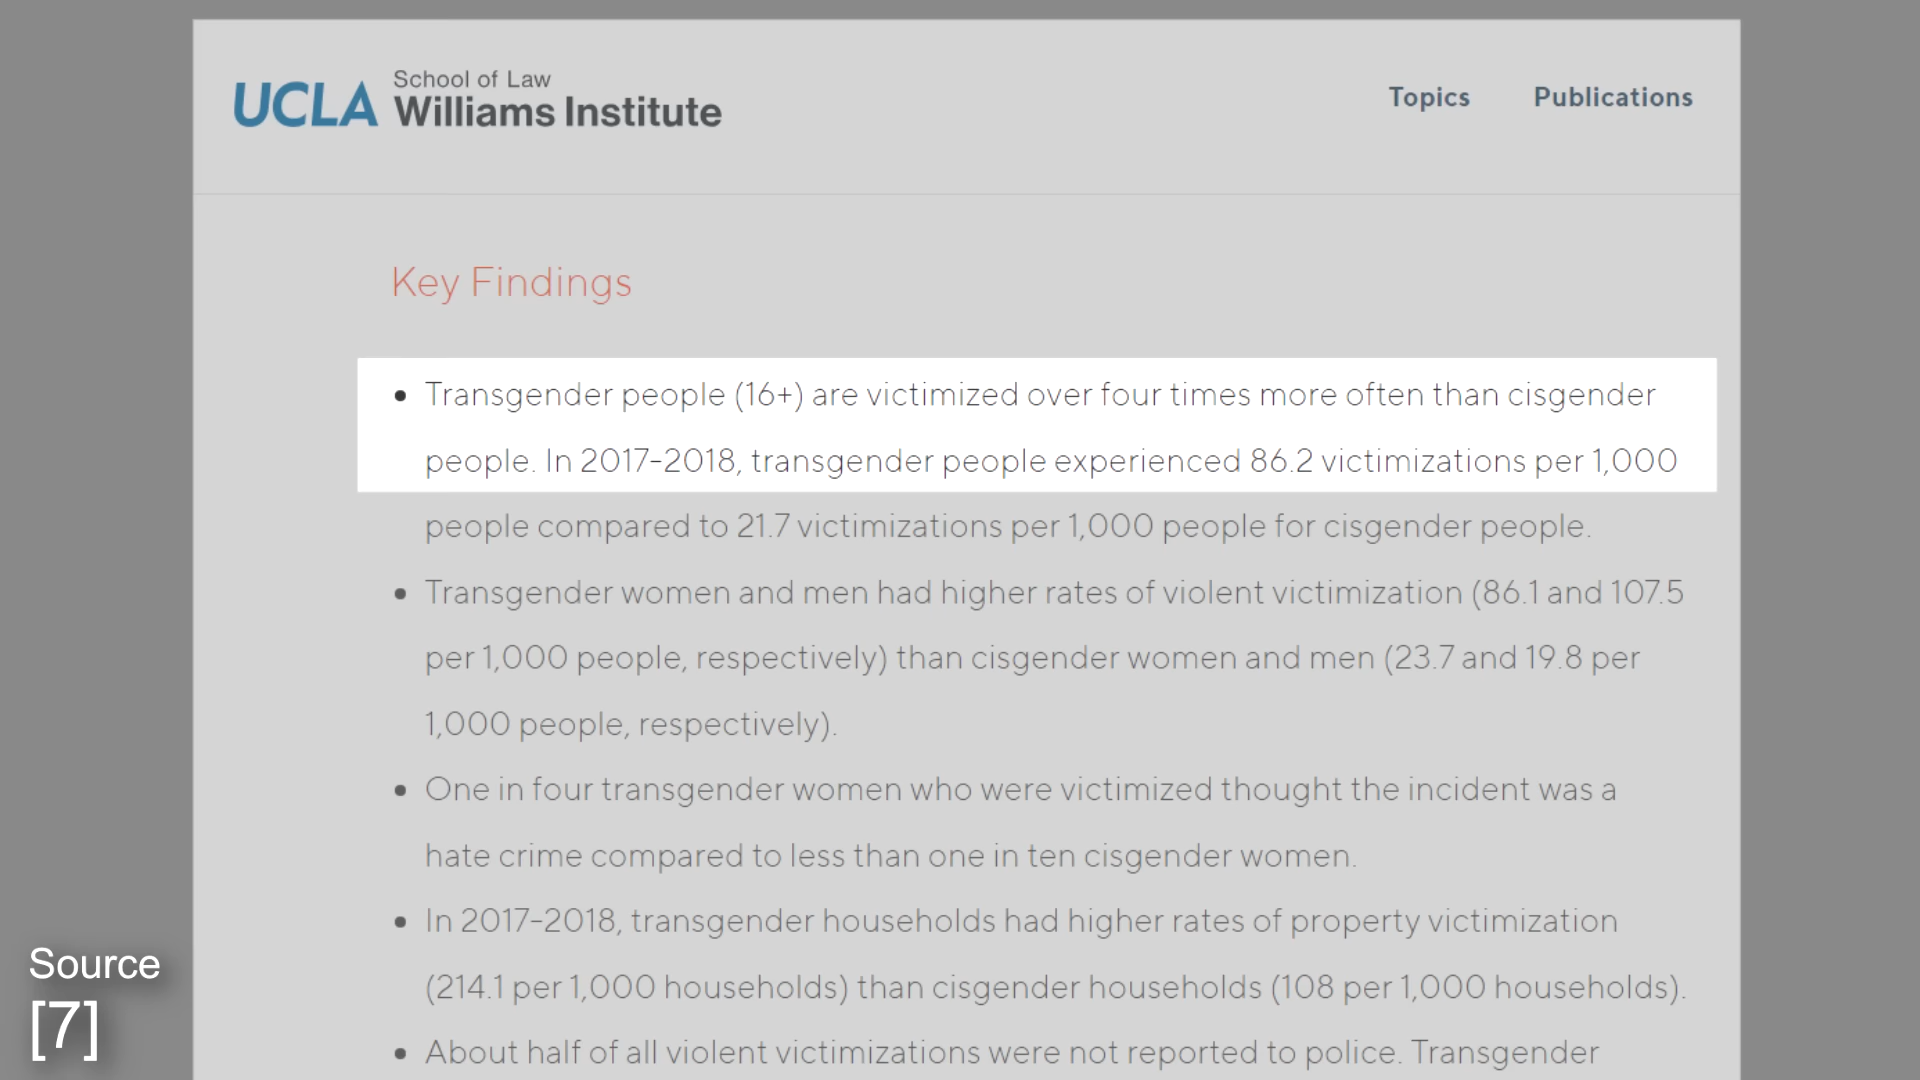 UCLA School of Law
Williams Institute
Topics Publications
Key Findings
• Transgender people (16+) are victimized over four times more often than cisgender
people. In 2017-2018, transgender people experienced 86.2 victimizations per 1,000
people compared to 21.7 victimizations per 1,000 people for cisgender people.
• Transgender women and men had higher rates of violent victimization (86.1 and 107.5
per 1,000 people, respectively) than cisgender women and men (23.7 and 19.8 per
1,000 people, respectively).
• One in four transgender women who were victimized thought the incident was a
hate crime compared to less than one in ten cisgender women.
• In 2017-2018, transgender households had higher rates of property victimization
(214.1 per 1,000 households) than cisgender households (108 per 1,000 households).
• About half of all violent victimizations were not reported to police. Transgender
Source
[7]